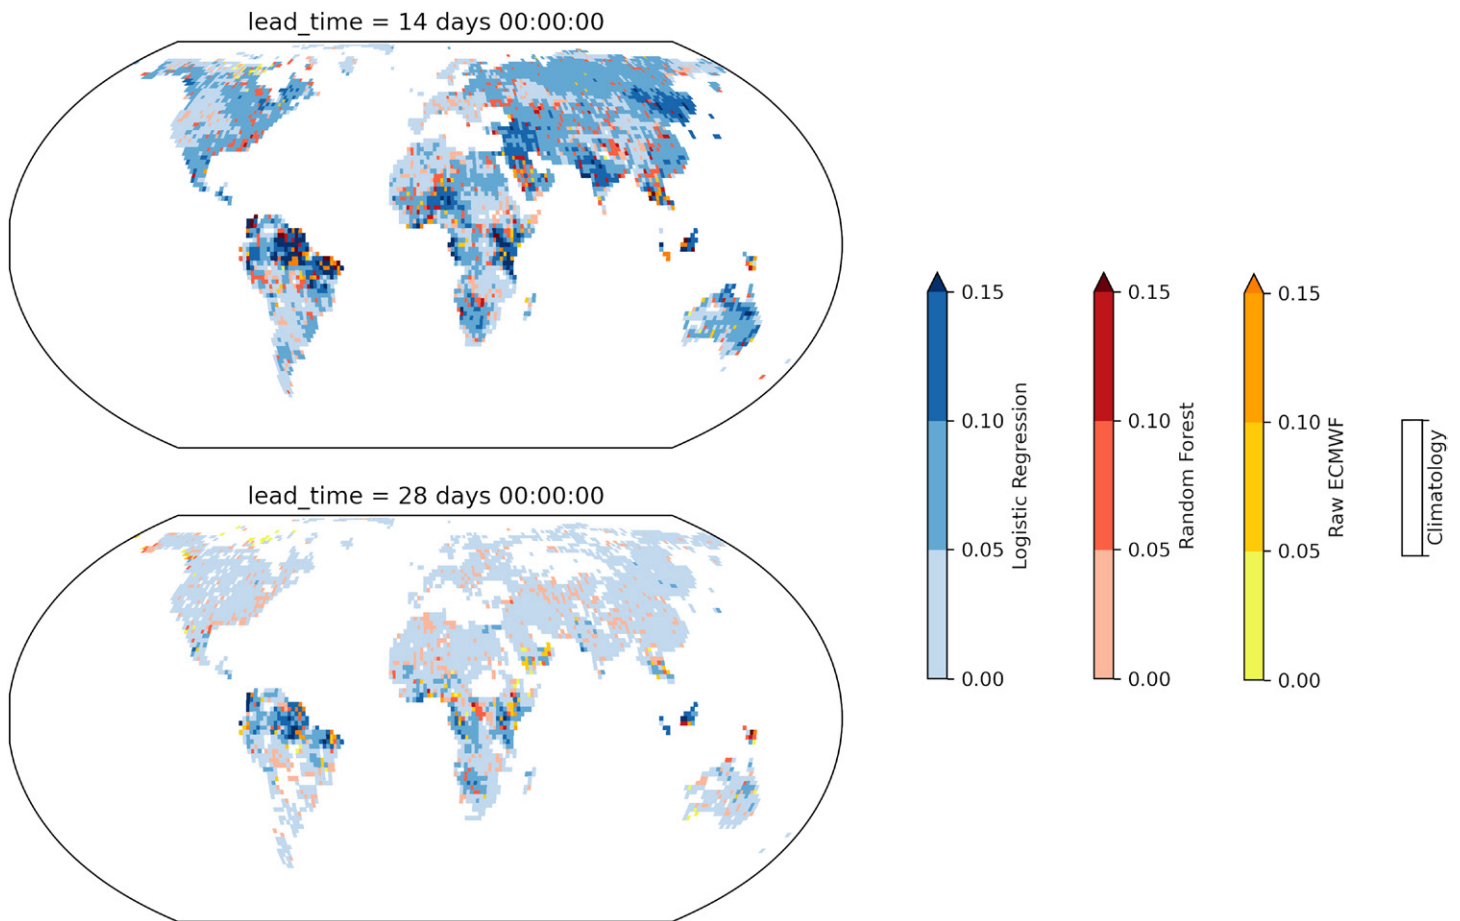 lead_time = 14 days 00:00:00
lead_time = 28 days 00:00:00
0.15
0.10
0.05
0.00
Logistic Regression
0.15
0.10
0.05
0.00
Random Forest
0.15
0.10
0.05
0.00
Raw ECMWF
Climatology